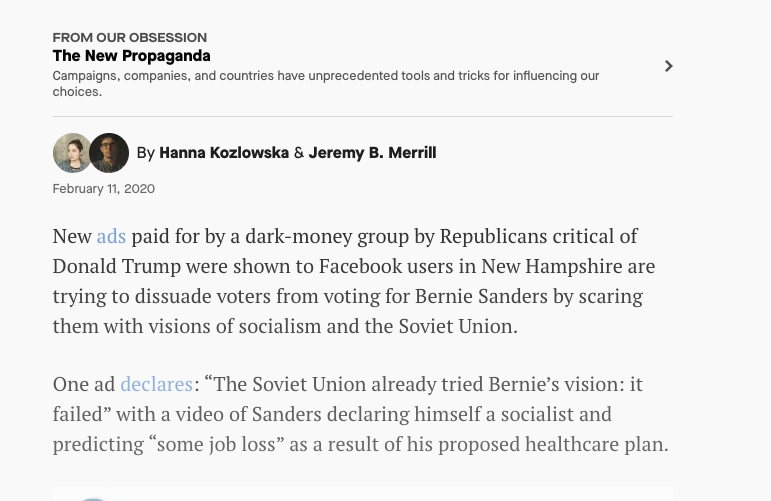 FROM OUR OBSESSION
The New Propaganda
Campaigns, companies, and countries have unprecedented tools and tricks for influencing our
choices.
By Hanna Kozlowska & Jeremy B. Merrill
February 11, 2020
New ads paid for by a dark-money group by Republicans critical of
Donald Trump were shown to Facebook users in New Hampshire are
trying to dissuade voters from voting for Bernie Sanders by scaring
them with visions of socialism and the Soviet Union.
One ad declares: “The Soviet Union already tried Bernie’s vision: it
failed” with a video of Sanders declaring himself a socialist and
predicting “some job loss” as a result of his proposed healthcare plan.